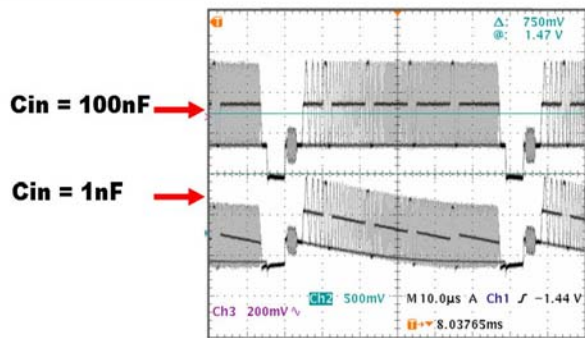 Δ: 750mV
@: 1.47 V
Cin = 100nF
Cin = 1nF
Ch2 500mV M 10.0μs A Ch1 ∫ −1.44 V
Ch3 200mV∿
T→▾ 8.03765ms